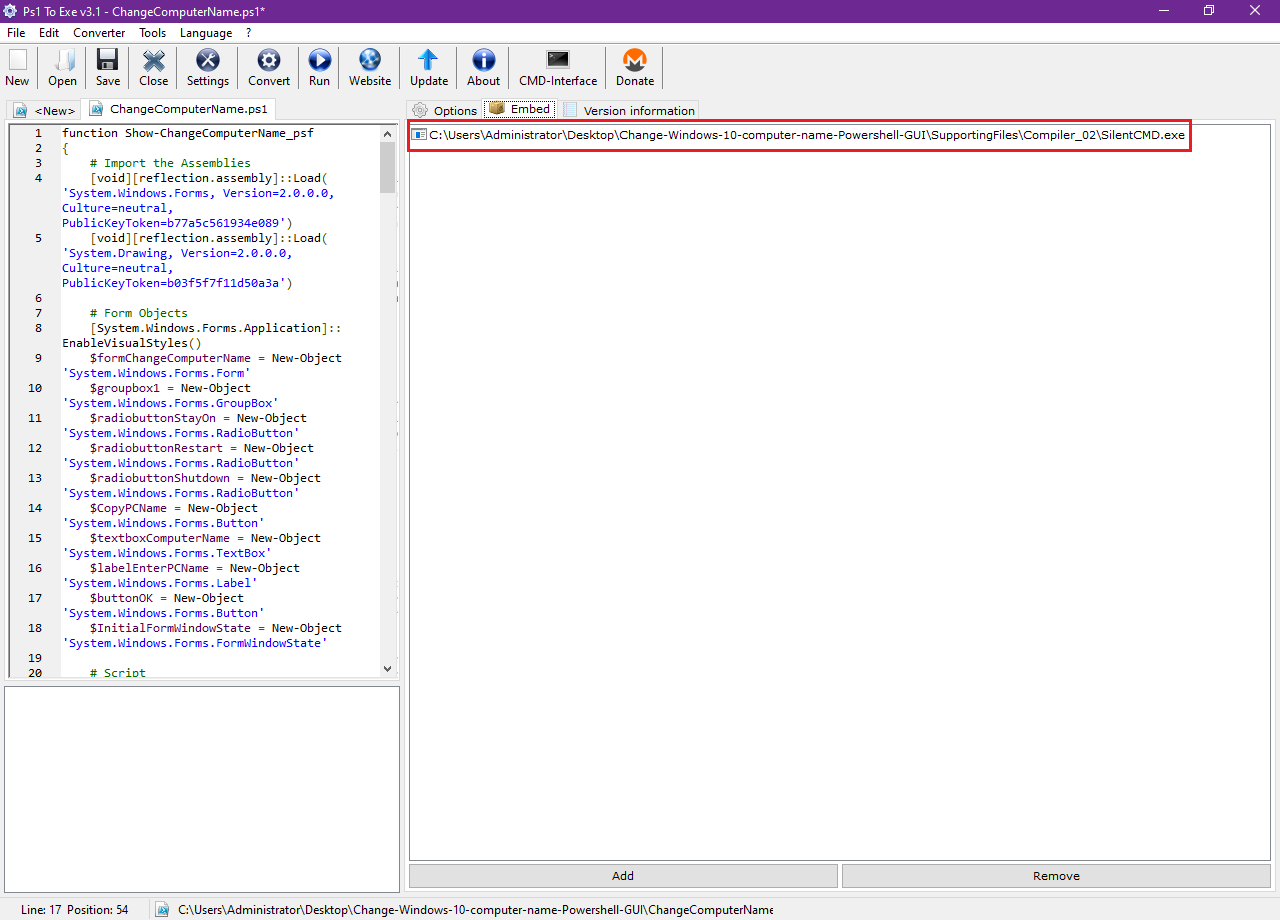 Ps1 To Exe v3.1 - ChangeComputerName.ps1*
File Edit Converter Tools Language ?
New Open Save Close Settings Convert Run Website Update About CMD-Interface Donate
<New> ChangeComputerName.ps1
Options Embed Version information
1 function Show-ChangeComputerName_psf
2 {
3 # Import the Assemblies
4 [void][reflection.assembly]::Load(
'System.Windows.Forms, Version=2.0.0.0,
Culture=neutral,
PublicKeyToken=b77a5c561934e089')
5 [void][reflection.assembly]::Load(
'System.Drawing, Version=2.0.0.0,
Culture=neutral,
PublicKeyToken=b03f5f7f11d50a3a')
6
7 # Form Objects
8 [System.Windows.Forms.Application]::
EnableVisualStyles()
9 $formChangeComputerName = New-Object
'System.Windows.Forms.Form'
10 $groupbox1 = New-Object
'System.Windows.Forms.GroupBox'
11 $radiobuttonStayOn = New-Object
'System.Windows.Forms.RadioButton'
12 $radiobuttonRestart = New-Object
'System.Windows.Forms.RadioButton'
13 $radiobuttonShutdown = New-Object
'System.Windows.Forms.RadioButton'
14 $CopyPCName = New-Object
'System.Windows.Forms.Button'
15 $textboxComputerName = New-Object
'System.Windows.Forms.TextBox'
16 $labelEnterPCName = New-Object
'System.Windows.Forms.Label'
17 $buttonOK = New-Object
'System.Windows.Forms.Button'
18 $InitialFormWindowState = New-Object
'System.Windows.Forms.FormWindowState'
19
20 # Script
C:\Users\Administrator\Desktop\Change-Windows-10-computer-name-Powershell-GUI\SupportingFiles\Compiler_02\SilentCMD.exe
Add Remove
Line: 17 Position: 54 C:\Users\Administrator\Desktop\Change-Windows-10-computer-name-Powershell-GUI\ChangeComputerName